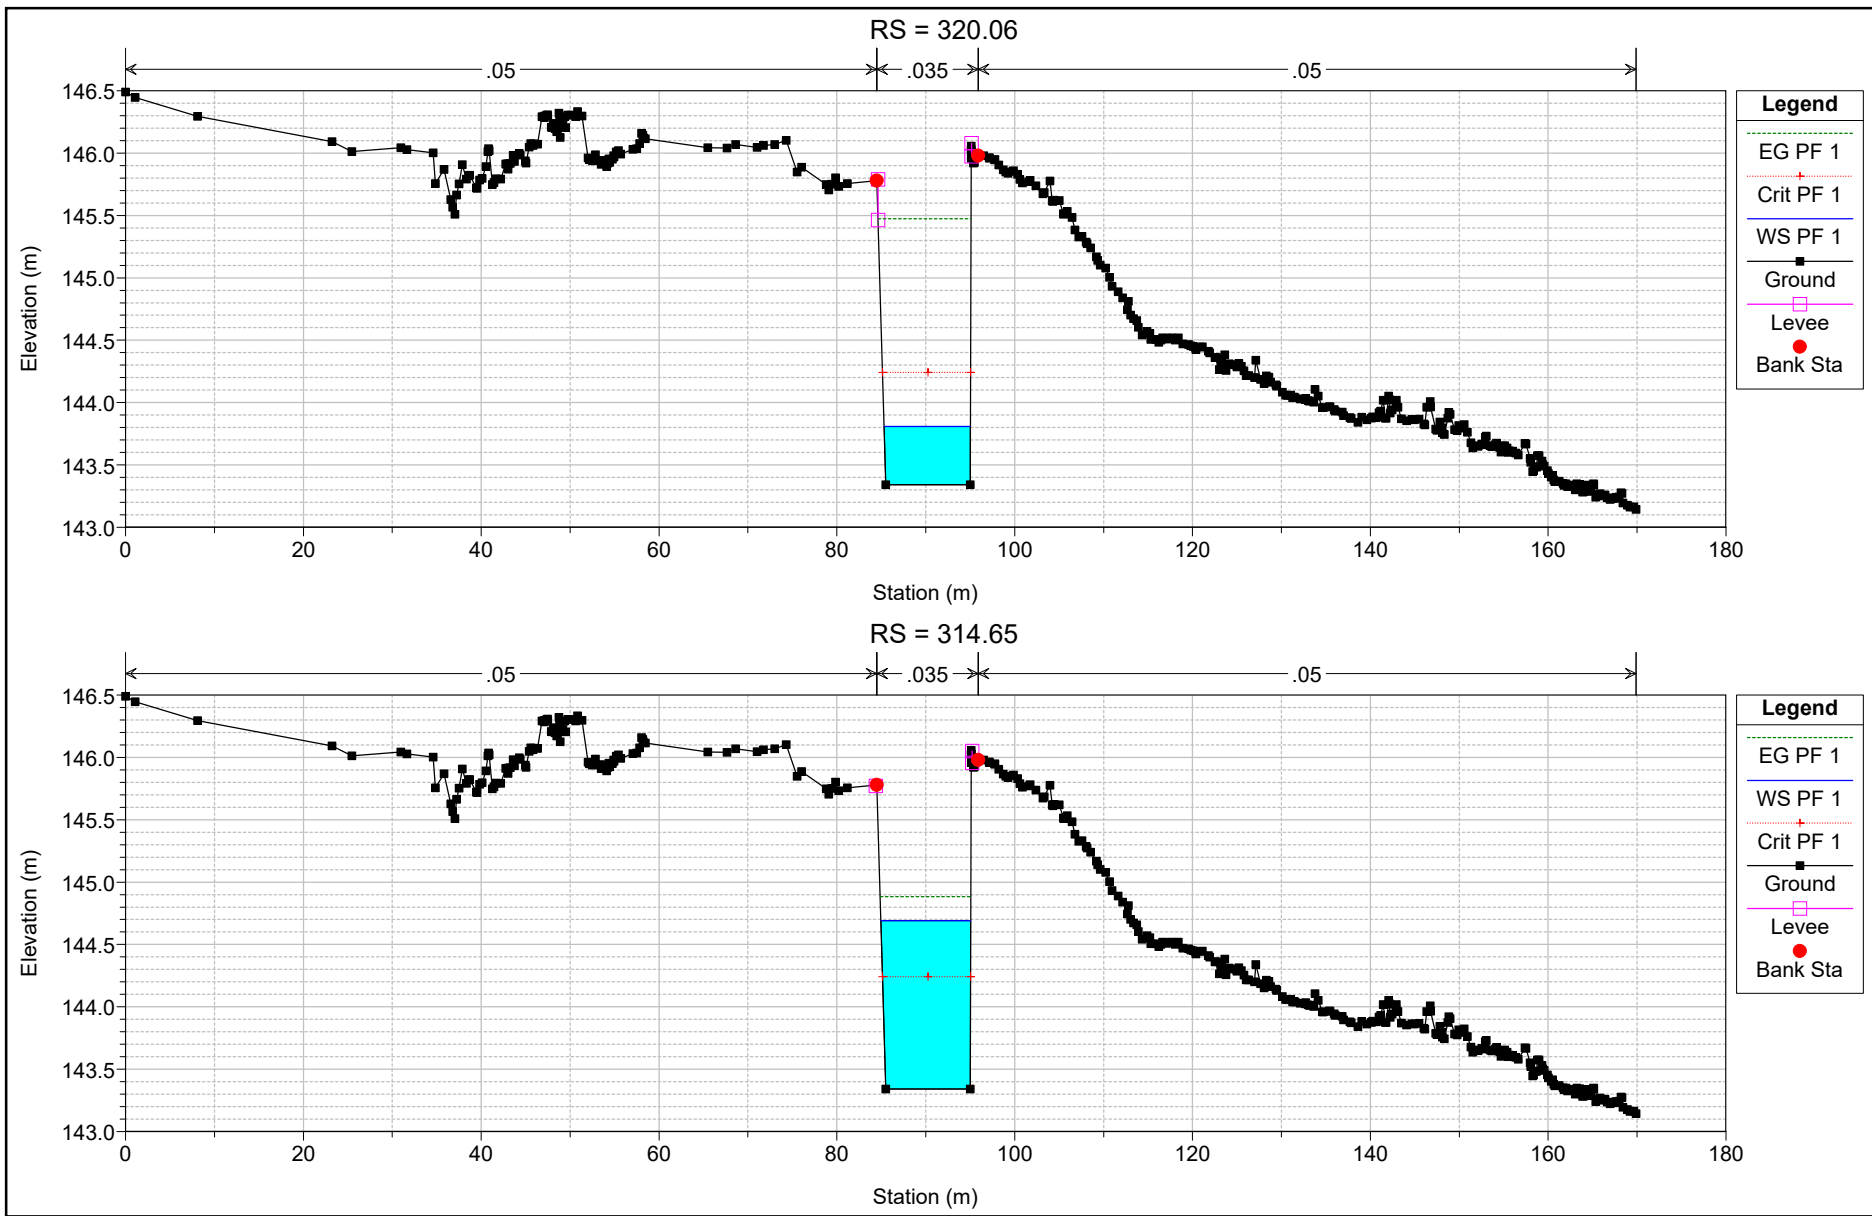 RS = 320.06
.05
.035
.05
146.5
146.0
145.5
145.0
144.5
144.0
143.5
143.0
Elevation (m)
0
20
40
60
80
100
120
140
160
180
Station (m)
Legend
EG PF 1
Crit PF 1
WS PF 1
Ground
Levee
Bank Sta
RS = 314.65
.05
.035
.05
146.5
146.0
145.5
145.0
144.5
144.0
143.5
143.0
Elevation (m)
0
20
40
60
80
100
120
140
160
180
Station (m)
Legend
EG PF 1
WS PF 1
Crit PF 1
Ground
Levee
Bank Sta